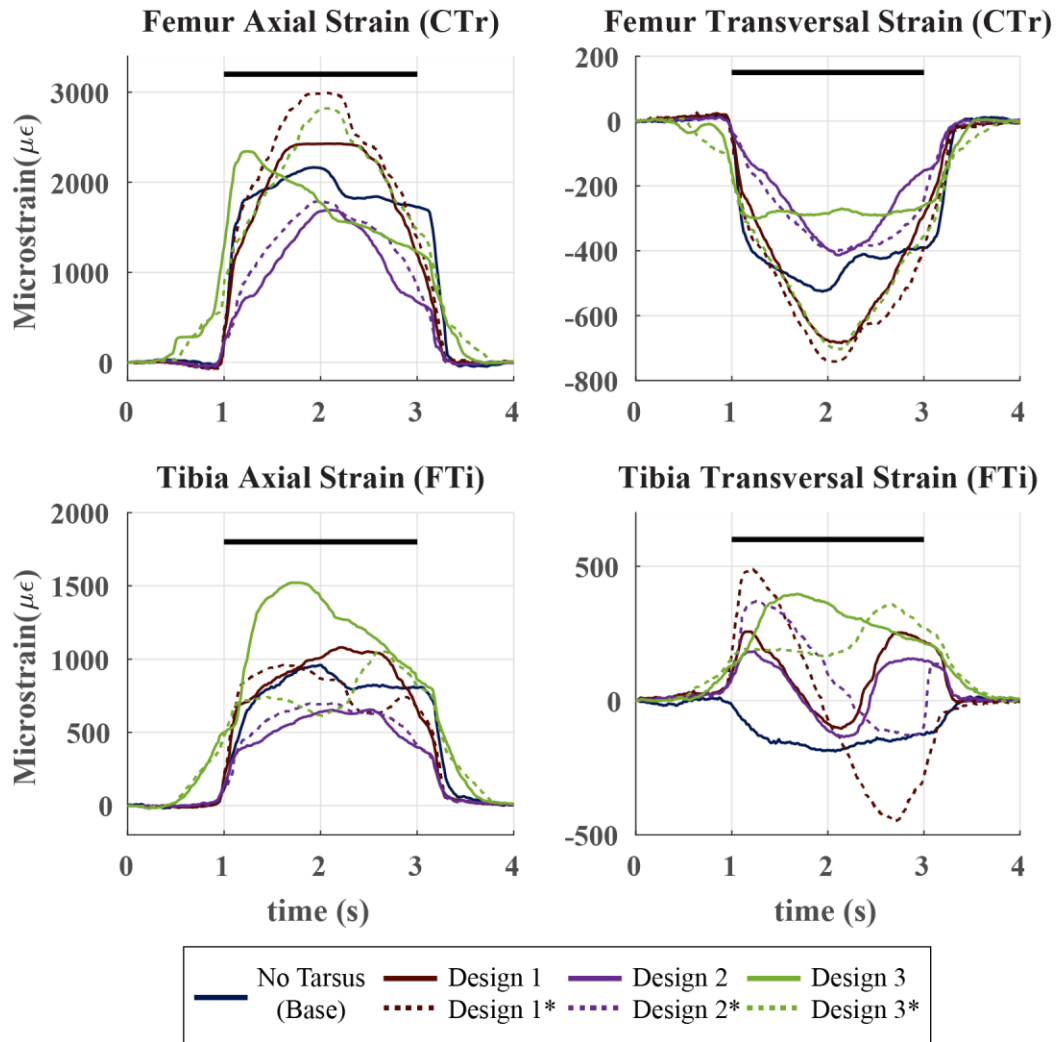 Femur Axial Strain (CTr)
Femur Transversal Strain (CTr)
Microstrain(με)
3000
2000
1000
0
0 1 2 3 4
200
0
-200
-400
-600
-800
0 1 2 3 4
Tibia Axial Strain (FTi)
Tibia Transversal Strain (FTi)
Microstrain(με)
2000
1500
1000
500
0
0 1 2 3 4
time (s)
500
0
-500
0 1 2 3 4
time (s)
No Tarsus
(Base)
Design 1
Design 1*
Design 2
Design 2*
Design 3
Design 3*